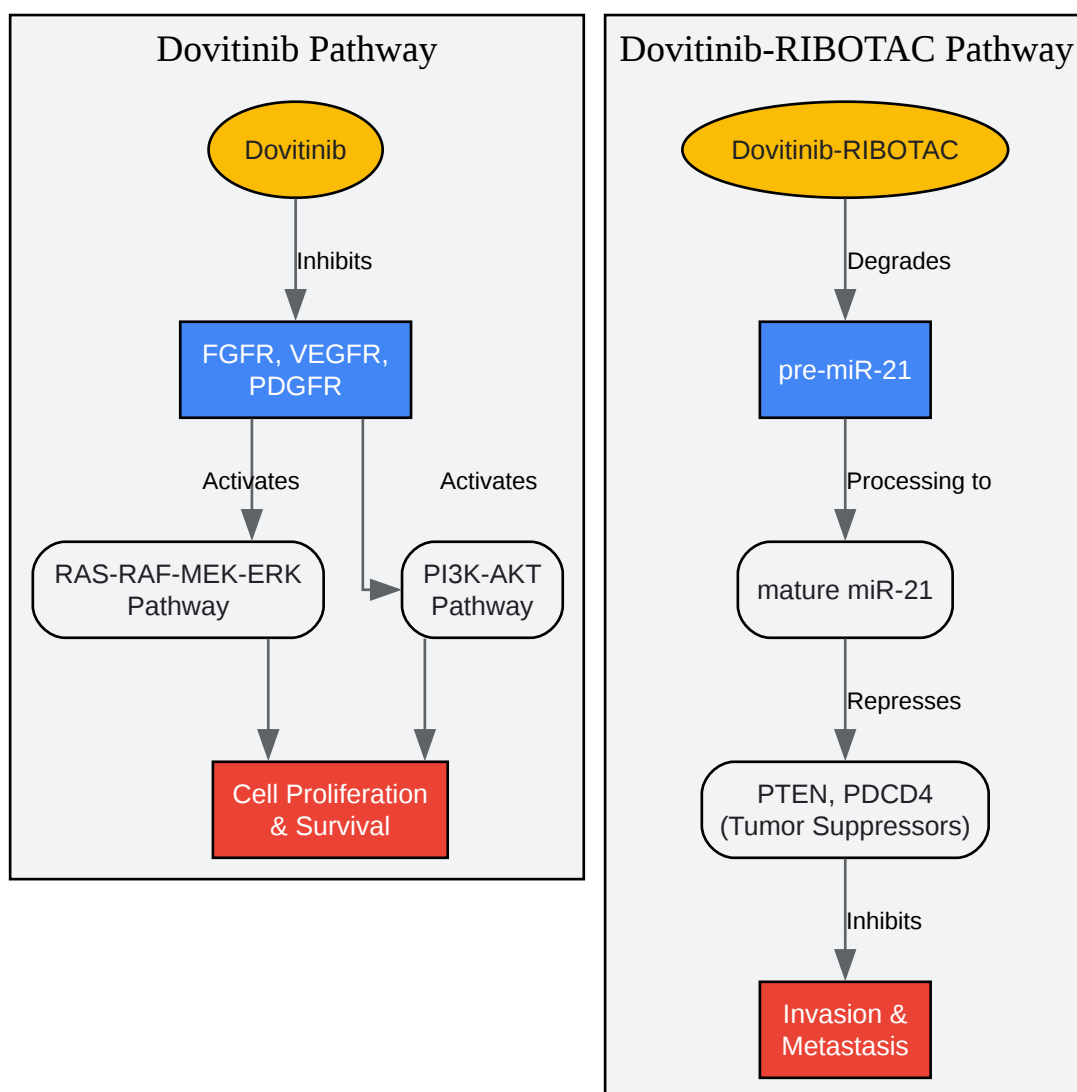 Dovitinib Pathway
Dovitinib
Inhibits
FGFR, VEGFR,
PDGFR
Activates
Activates
RAS-RAF-MEK-ERK
Pathway
PI3K-AKT
Pathway
Cell Proliferation
& Survival
Dovitinib-RIBOTAC Pathway
Dovitinib-RIBOTAC
Degrades
pre-miR-21
Processing to
mature miR-21
Represses
PTEN, PDCD4
(Tumor Suppressors)
Inhibits
Invasion &
Metastasis